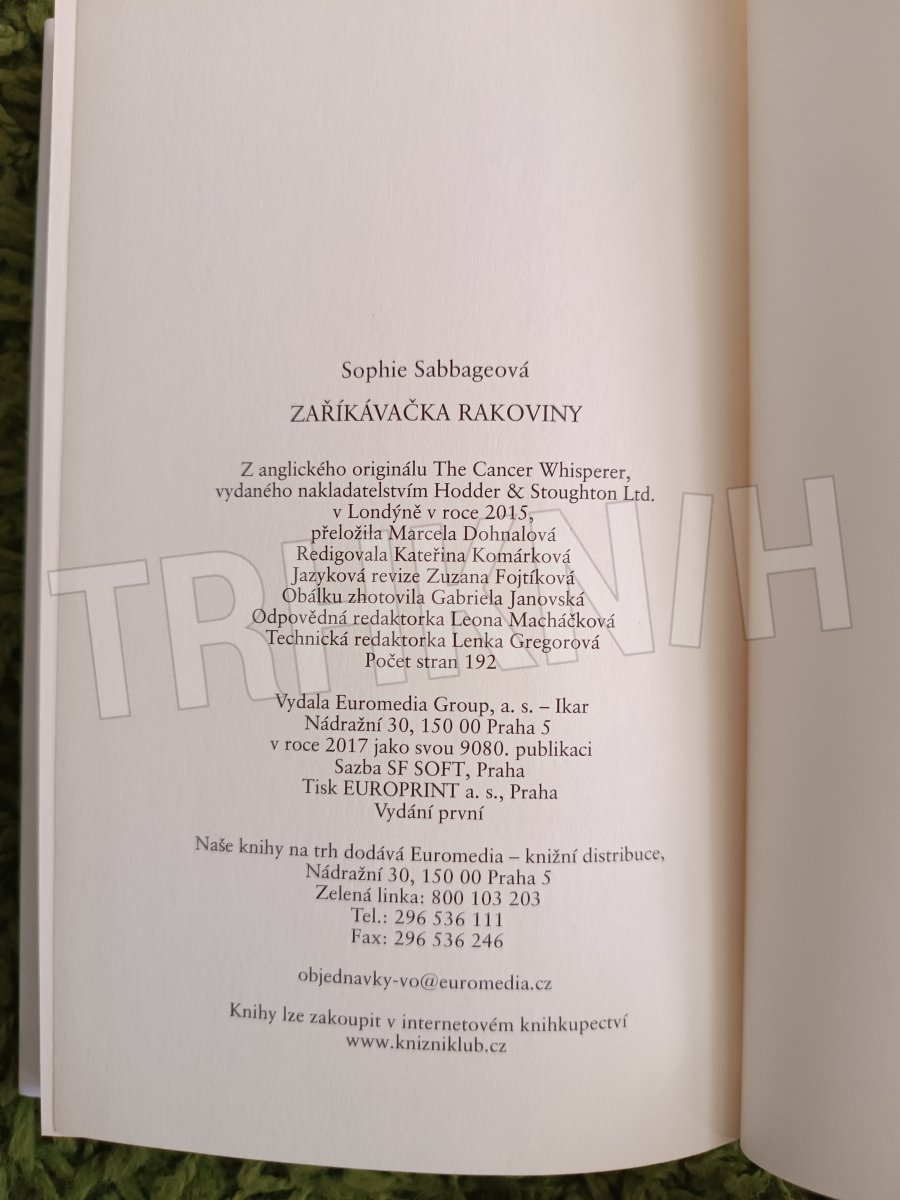 Sophie Sabbageová
ZAŘÍKÁVAČKA RAKOVINY
Z anglického originálu The Cancer Whisperer,
vydaného nakladatelstvím Hodder & Stoughton Ltd.
v Londýně v roce 2015,
přeložila Marcela Dohnalová
Redigovala Kateřina Komárková
Jazyková revize Zuzana Fojtíková
Obálku zhotovila Gabriela Janovská
Odpovědná redaktorka Leona Macháčková
Technická redaktorka Lenka Gregorová
Počet stran 192
Vydala Euromedia Group, a. s. – Ikar
Nádražní 30, 150 00 Praha 5
v roce 2017 jako svou 9080. publikaci
Sazba SF SOFT, Praha
Tisk EUROPRINT a. s., Praha
Vydání první
Naše knihy na trh dodává Euromedia – knižní distribuce,
Nádražní 30, 150 00 Praha 5
Zelená linka: 800 103 203
Tel.: 296 536 111
Fax: 296 536 246
objednavky-vo@euromedia.cz
Knihy lze zakoupit v internetovém knihkupectví
www.knizniklub.cz
TRHKNIH